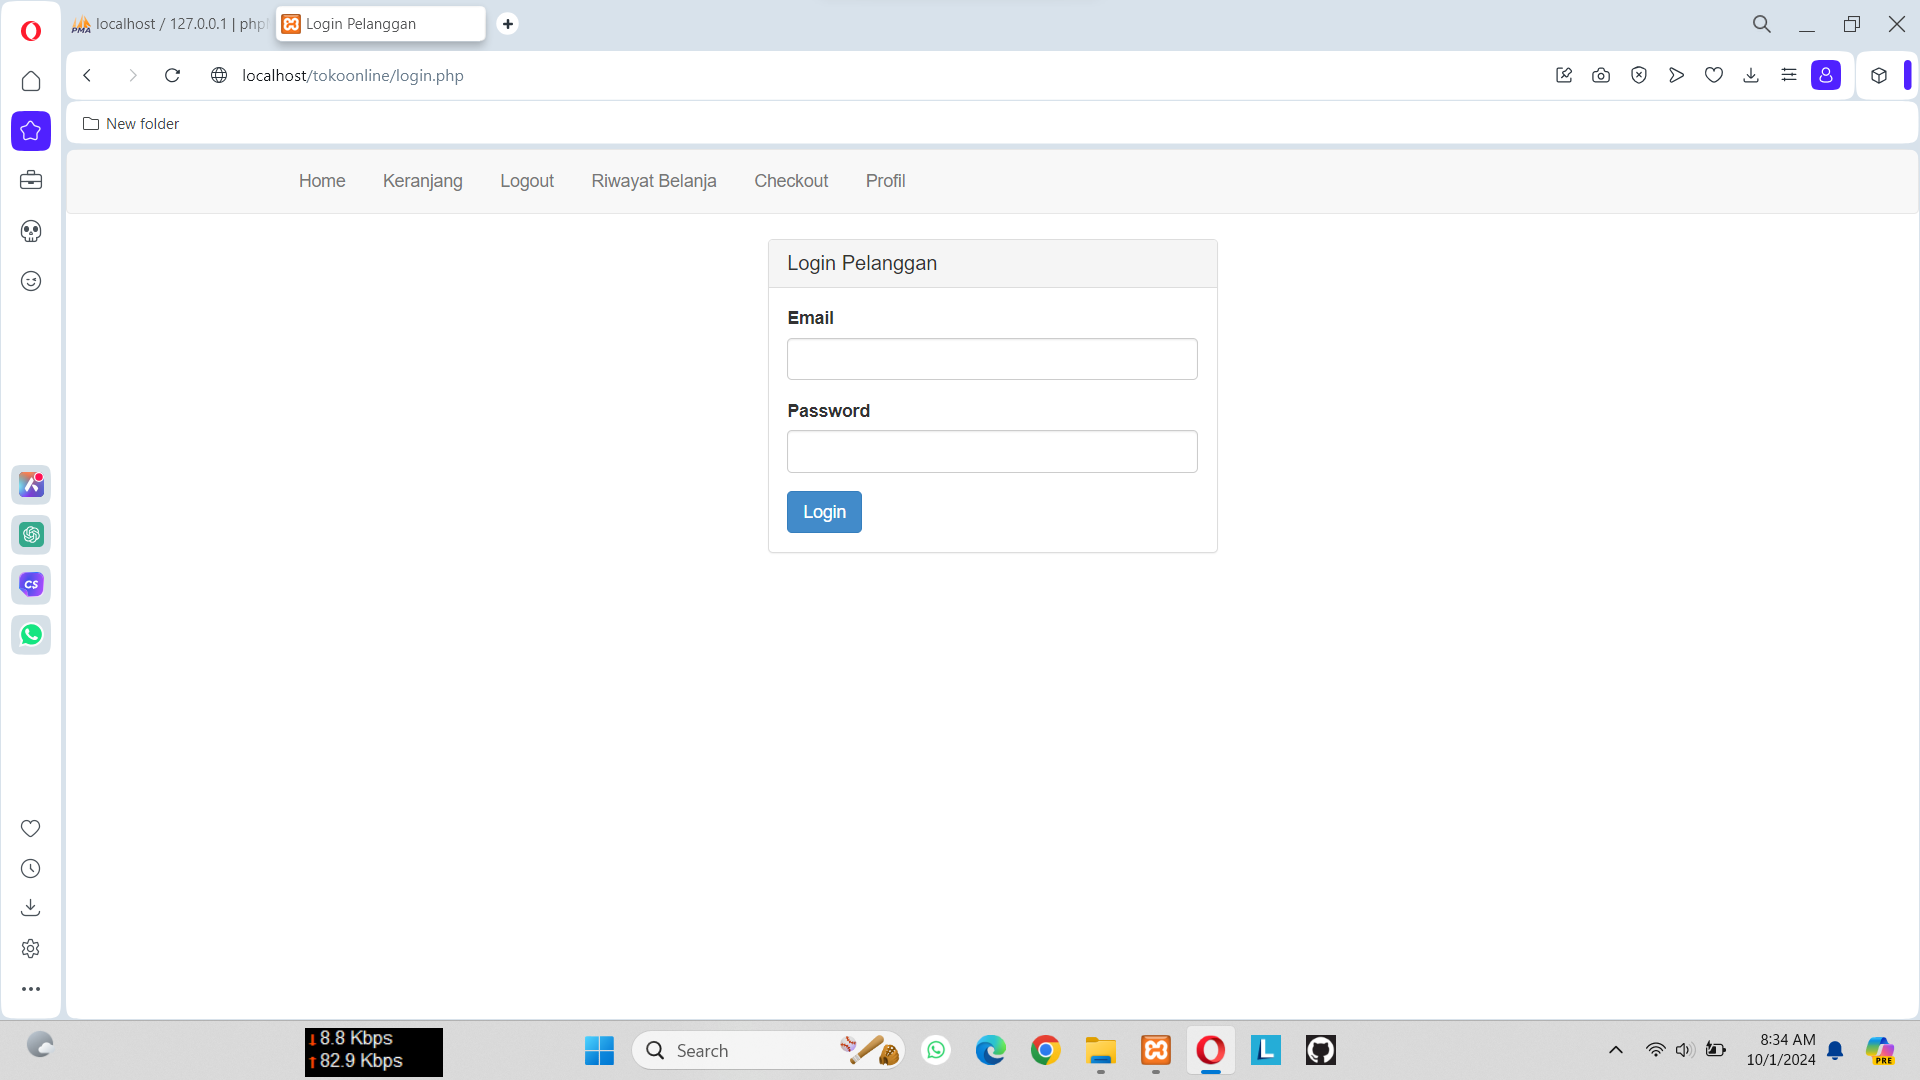 localhost / 127.0.0.1 | php
Login Pelanggan
localhost/tokoonline/login.php
New folder
Home Keranjang Logout Riwayat Belanja Checkout Profil
Login Pelanggan
Email
Password
Login
CS
8.8 Kbps
82.9 Kbps
Search
L
8:34 AM
10/1/2024
PRE